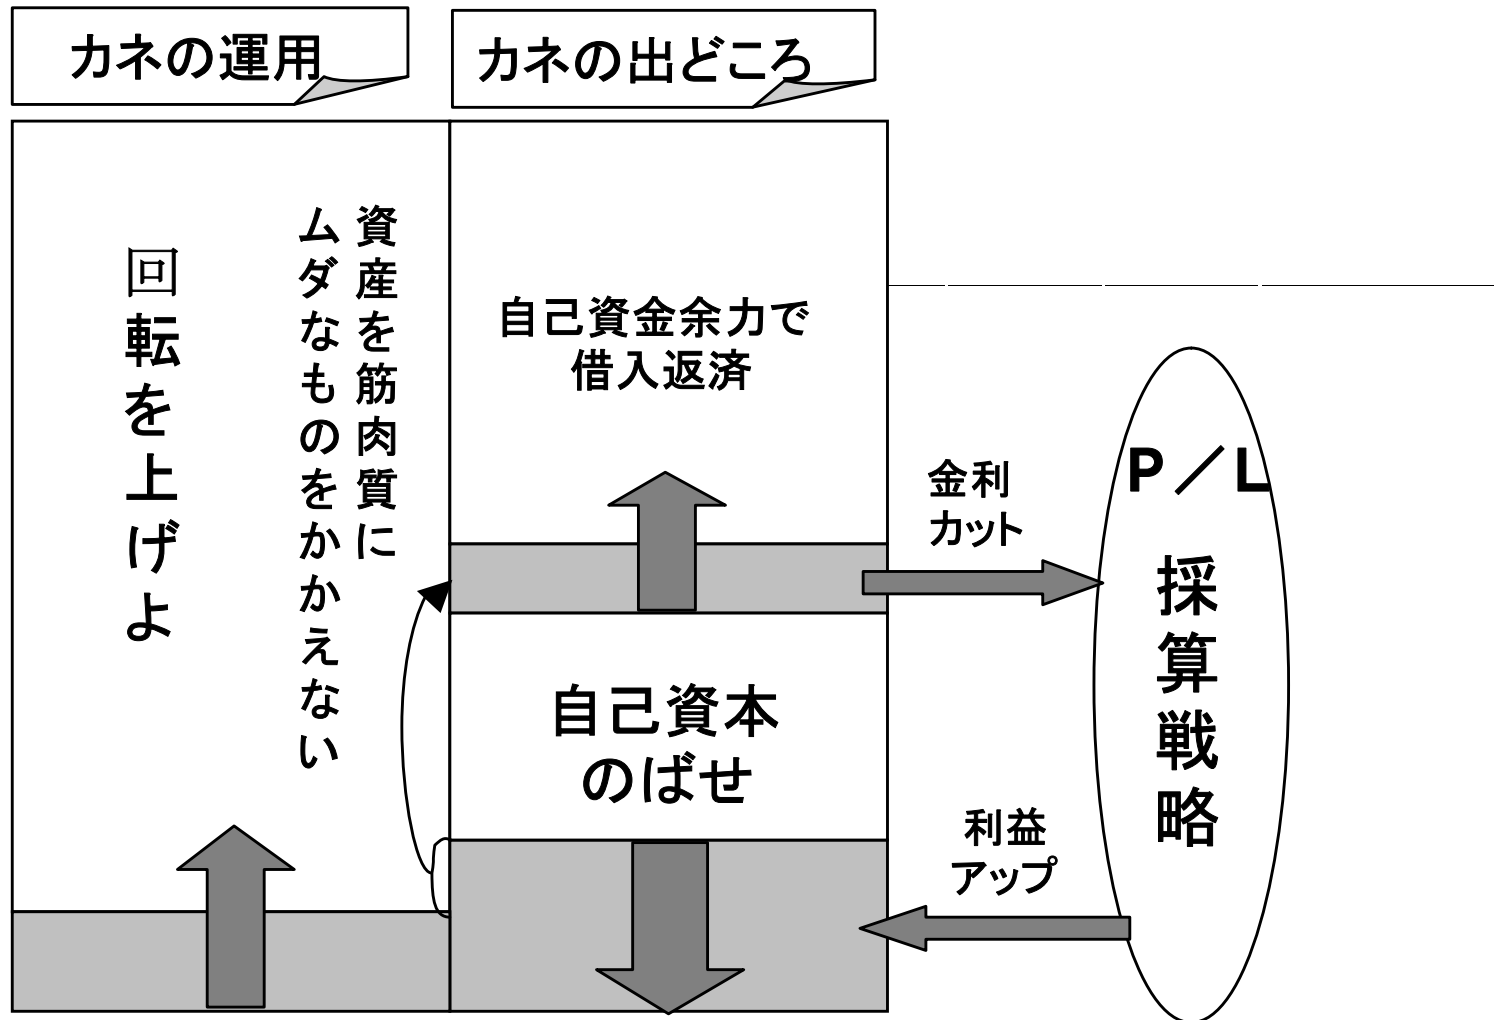 カネの運用
カネの出どころ
資産を筋肉質に
ムダなものをかかえない
回転を上げよ
自己資金余力で
借入返済
自己資本
のばせ
金利
カット
利益
アップ
P／L
採算戦略